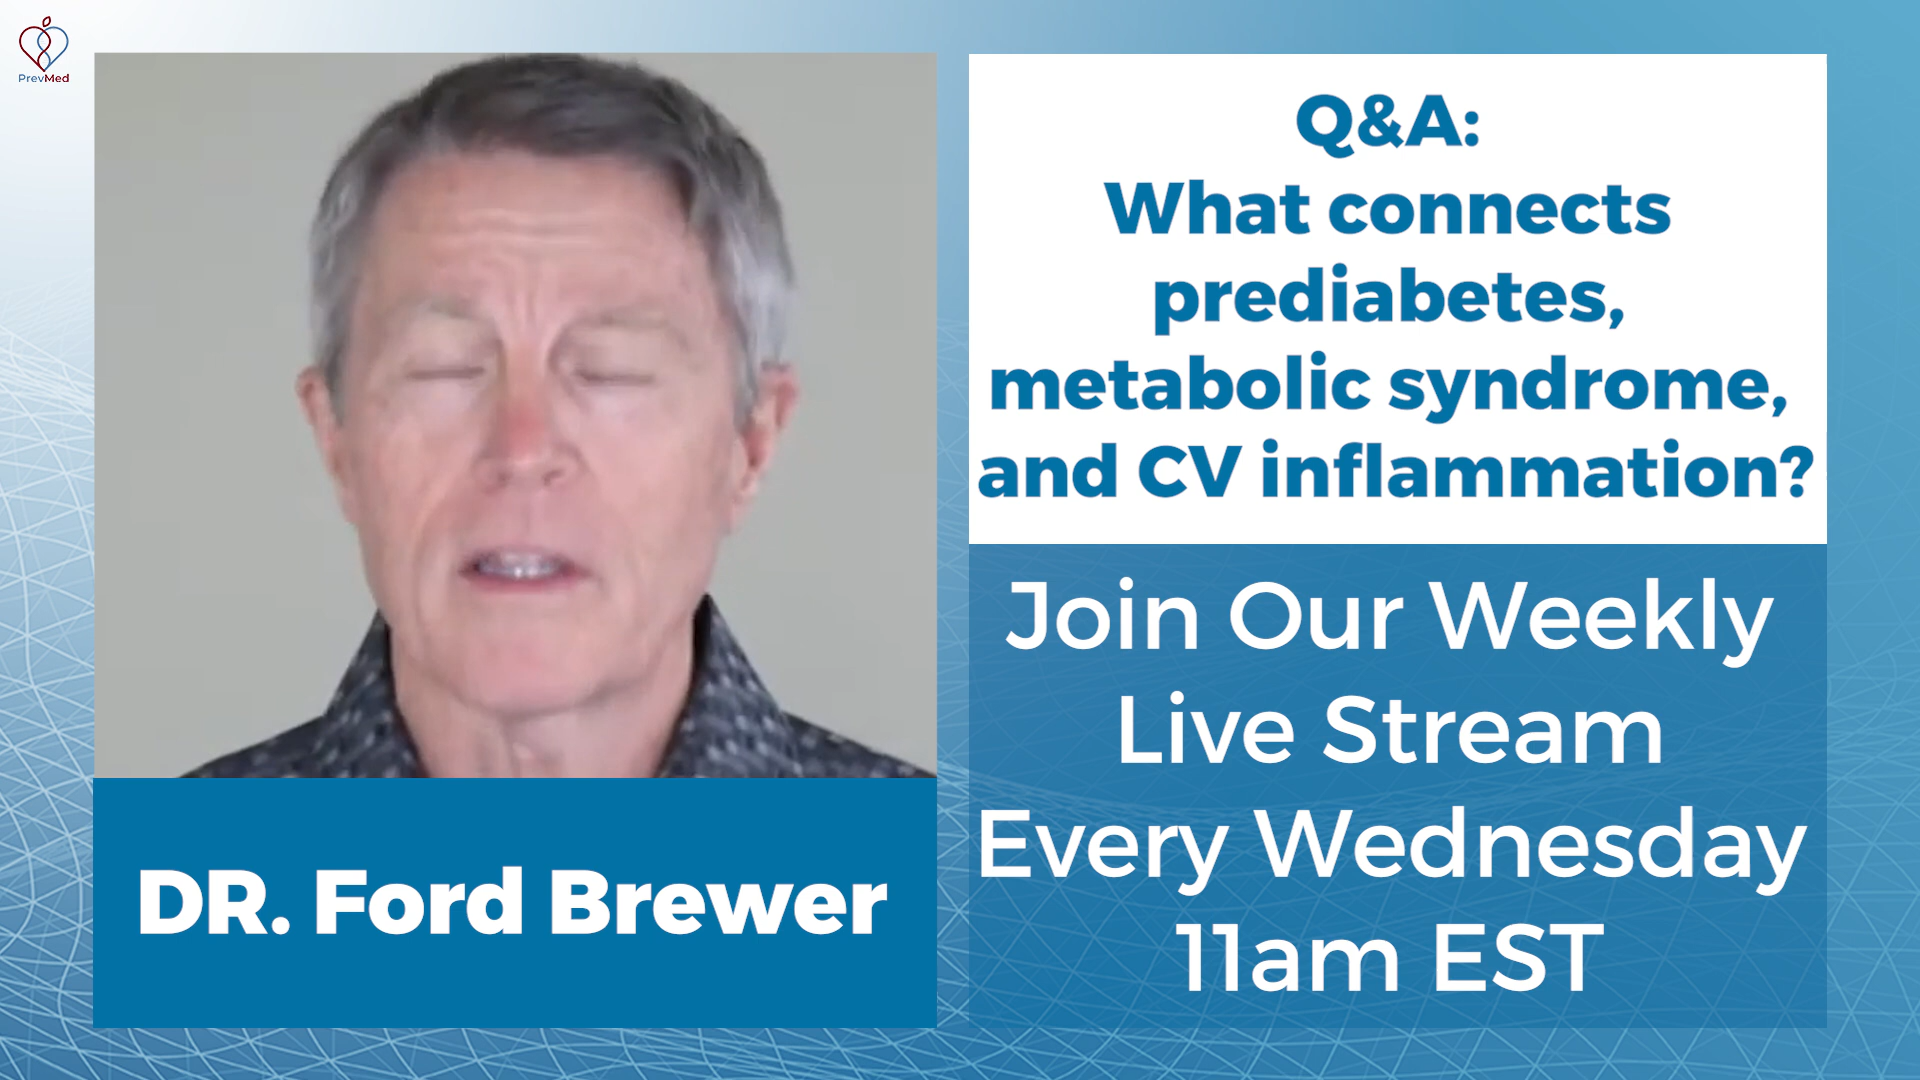 PrevMed
DR. Ford Brewer
Q&A:
What connects
prediabetes,
metabolic syndrome,
and CV inflammation?
Join Our Weekly
Live Stream
Every Wednesday
11am EST